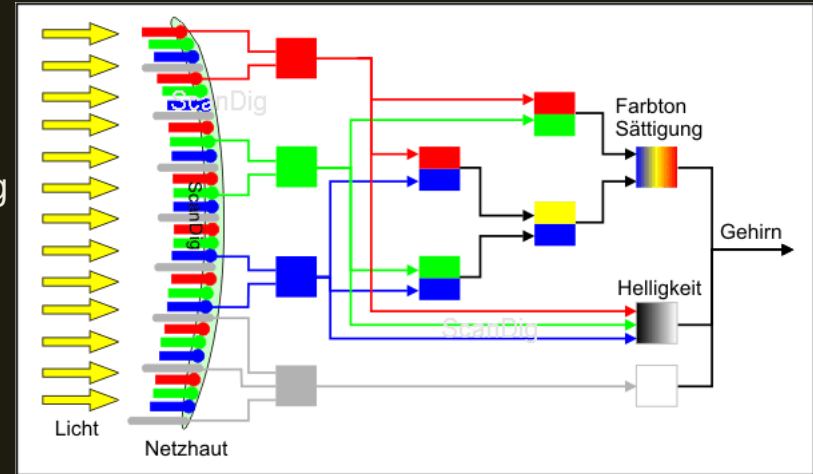 ScanDig
Farbton
Sättigung
g
ScanDig
Gehirn
Helligkeit
ScanDig
Licht
Netzhaut